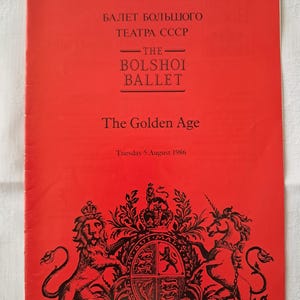 БАЛЕТ БОЛЬШОГО
ТЕАТРА СССР
THE
BOLSHOI
BALLET
The Golden Age
Tuesday 5 August 1986